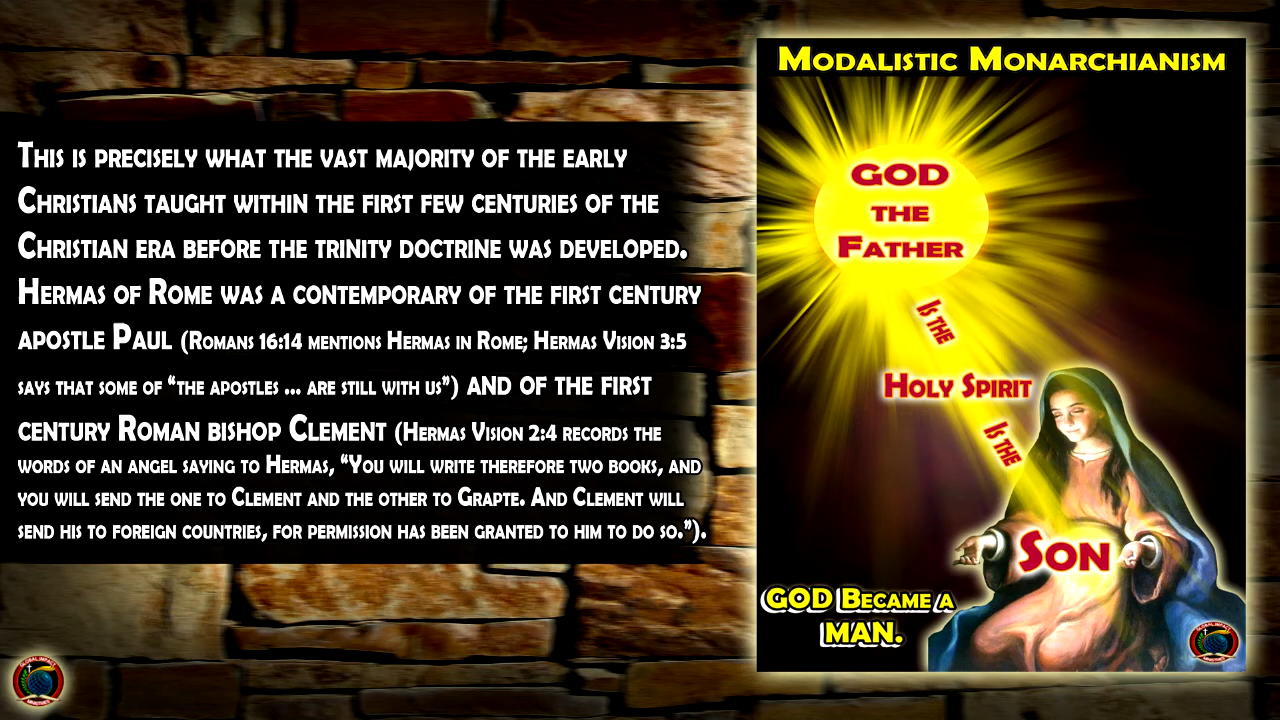 This is precisely what the vast majority of the early
Christians taught within the first few centuries of the
Christian era before the trinity doctrine was developed.
Hermas of Rome was a contemporary of the first century
apostle Paul (Romans 16:14 mentions Hermas in Rome; Hermas Vision 3:5
says that some of “the apostles ... are still with us”) and of the first
century Roman bishop Clement (Hermas Vision 2:4 records the
words of an angel saying to Hermas, “You will write therefore two books, and
you will send the one to Clement and the other to Grapte. And Clement will
send his to foreign countries, for permission has been granted to him to do so.”).
Modalistic Monarchianism
GOD
THE
Father
Is the
Holy Spirit
Is the
Son
GOD Became a
MAN.
GLOBAL IMPACT
MINISTRIES
GLOBAL IMPACT
MINISTRIES